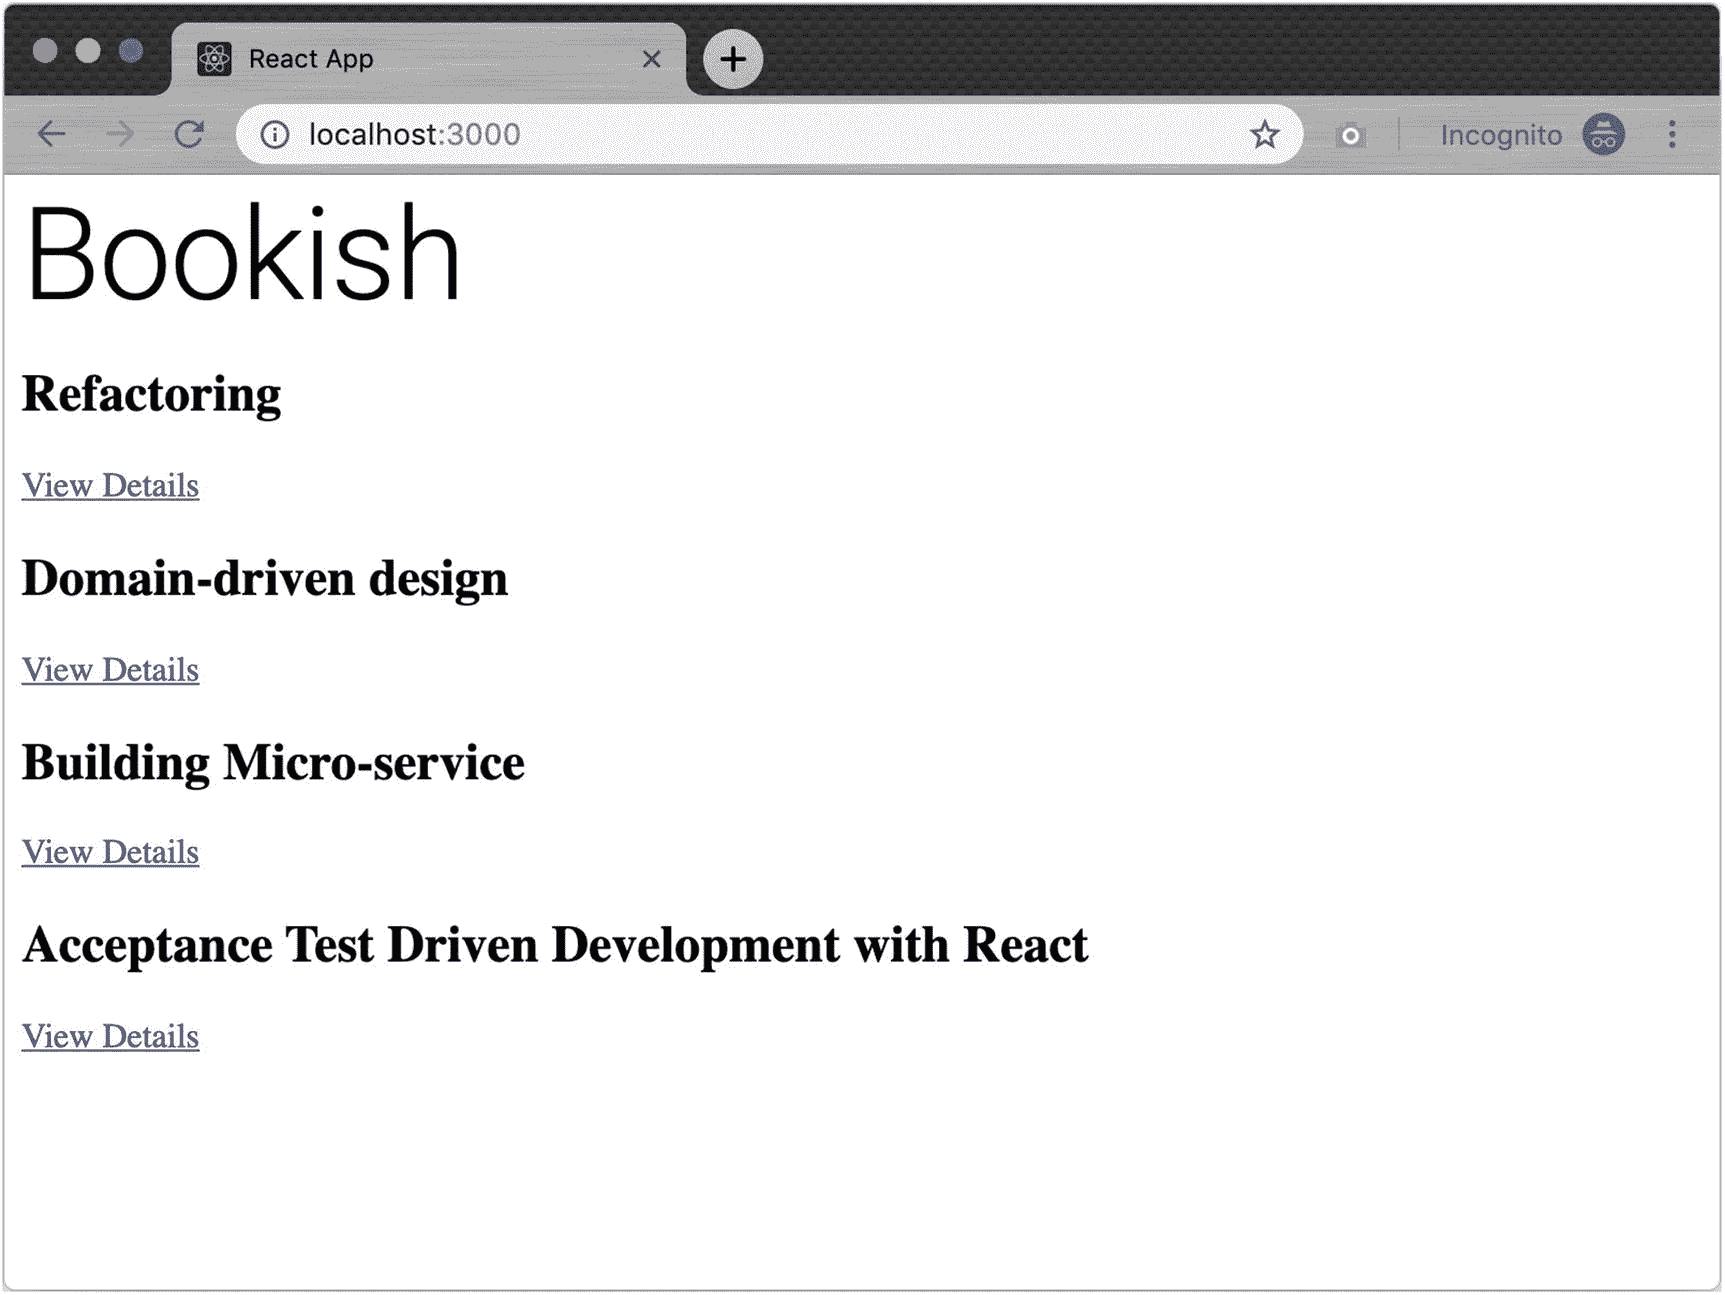 React App
localhost:3000
Incognito
Bookish
Refactoring
View Details
Domain-driven design
View Details
Building Micro-service
View Details
Acceptance Test Driven Development with React
View Details